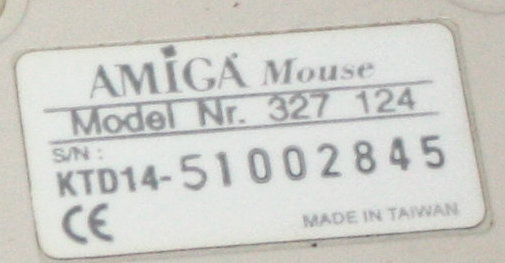 AMIGA Mouse
Model Nr. 327 124
S/N :
KTD14-51002845
CE
MADE IN TAIWAN